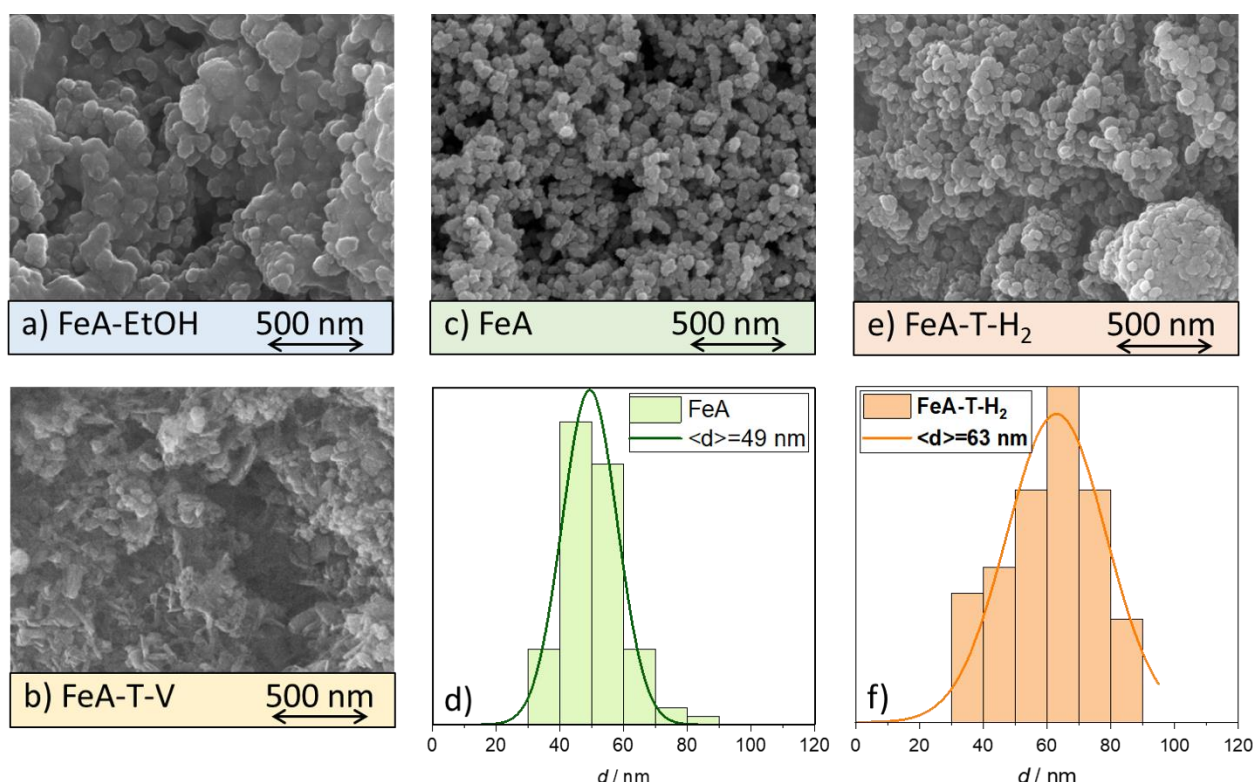 a) FeA-EtOH 500 nm
c) FeA 500 nm
e) FeA-T-H₂ 500 nm
b) FeA-T-V 500 nm
FeA
<d>=49 nm
d)
0 20 40 60 80 100 120
d / nm
FeA-T-H₂
<d>=63 nm
f)
0 20 40 60 80 100 120
d / nm